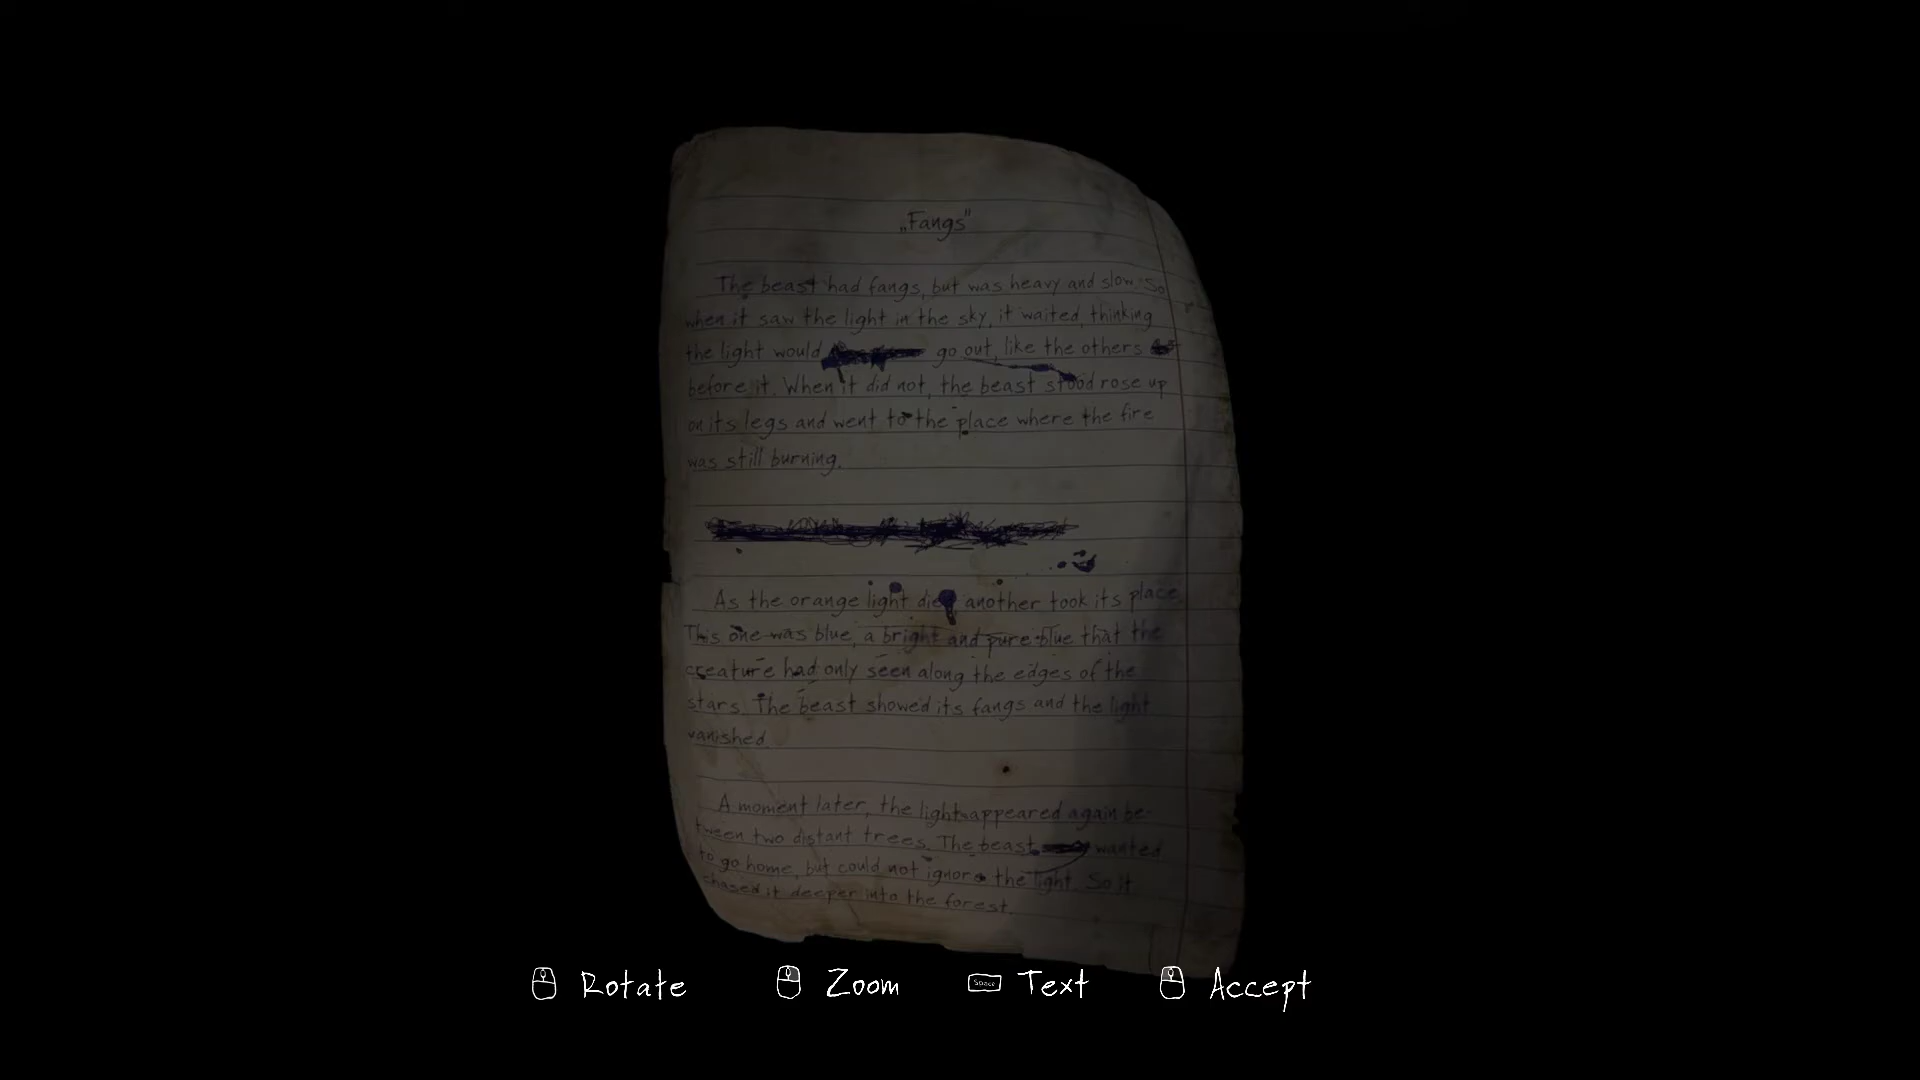 „Fangs"
The beast had fangs, but was heavy and slow. So
when it saw the light in the sky, it waited, thinking
the light would go out, like the others
before it. When it did not, the beast stood rose up
on its legs and went to the place where the fire
was still burning.
As the orange light die another took its place.
This one was blue, a bright and pure blue that the
creature had only seen along the edges of the
stars. The beast showed its fangs and the light
vanished.
A moment later, the light appeared again be-
tween two distant trees. The beast wanted
to go home, but could not ignore the light. So it
chased it deeper into the forest.
Rotate
Zoom
Space
Text
Accept